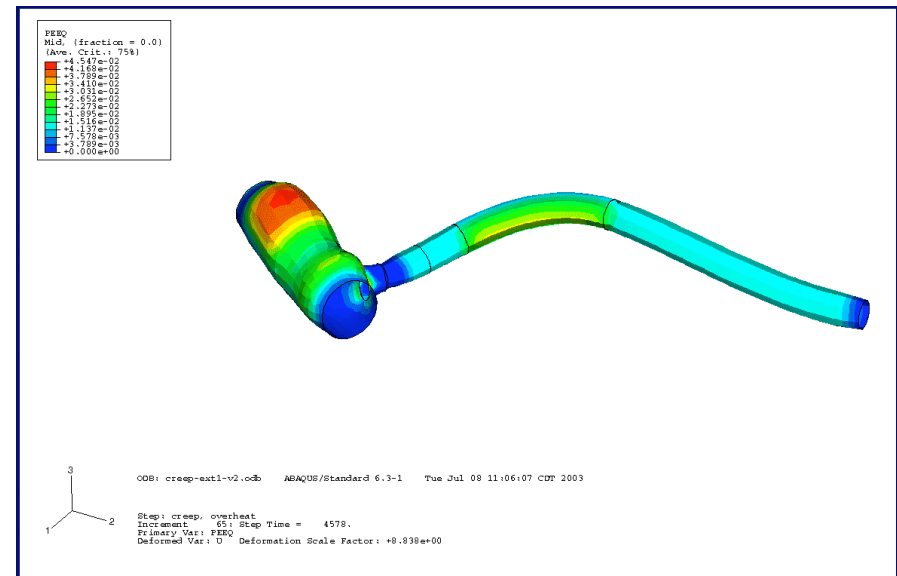 PEEQ
Mid, (fraction = 0.0)
(Ave. Crit.: 75%)
+4.547e-02
+4.168e-02
+3.789e-02
+3.410e-02
+3.031e-02
+2.652e-02
+2.273e-02
+1.895e-02
+1.516e-02
+1.137e-02
+7.578e-03
+3.789e-03
+0.000e+00
3
2
1
ODB: creep-ext1-v2.odb ABAQUS/Standard 6.3-1 Tue Jul 08 11:06:07 CDT 2003
Step: creep, overheat
Increment 65: Step Time = 4578.
Primary Var: PEEQ
Deformed Var: U Deformation Scale Factor: +8.838e+00